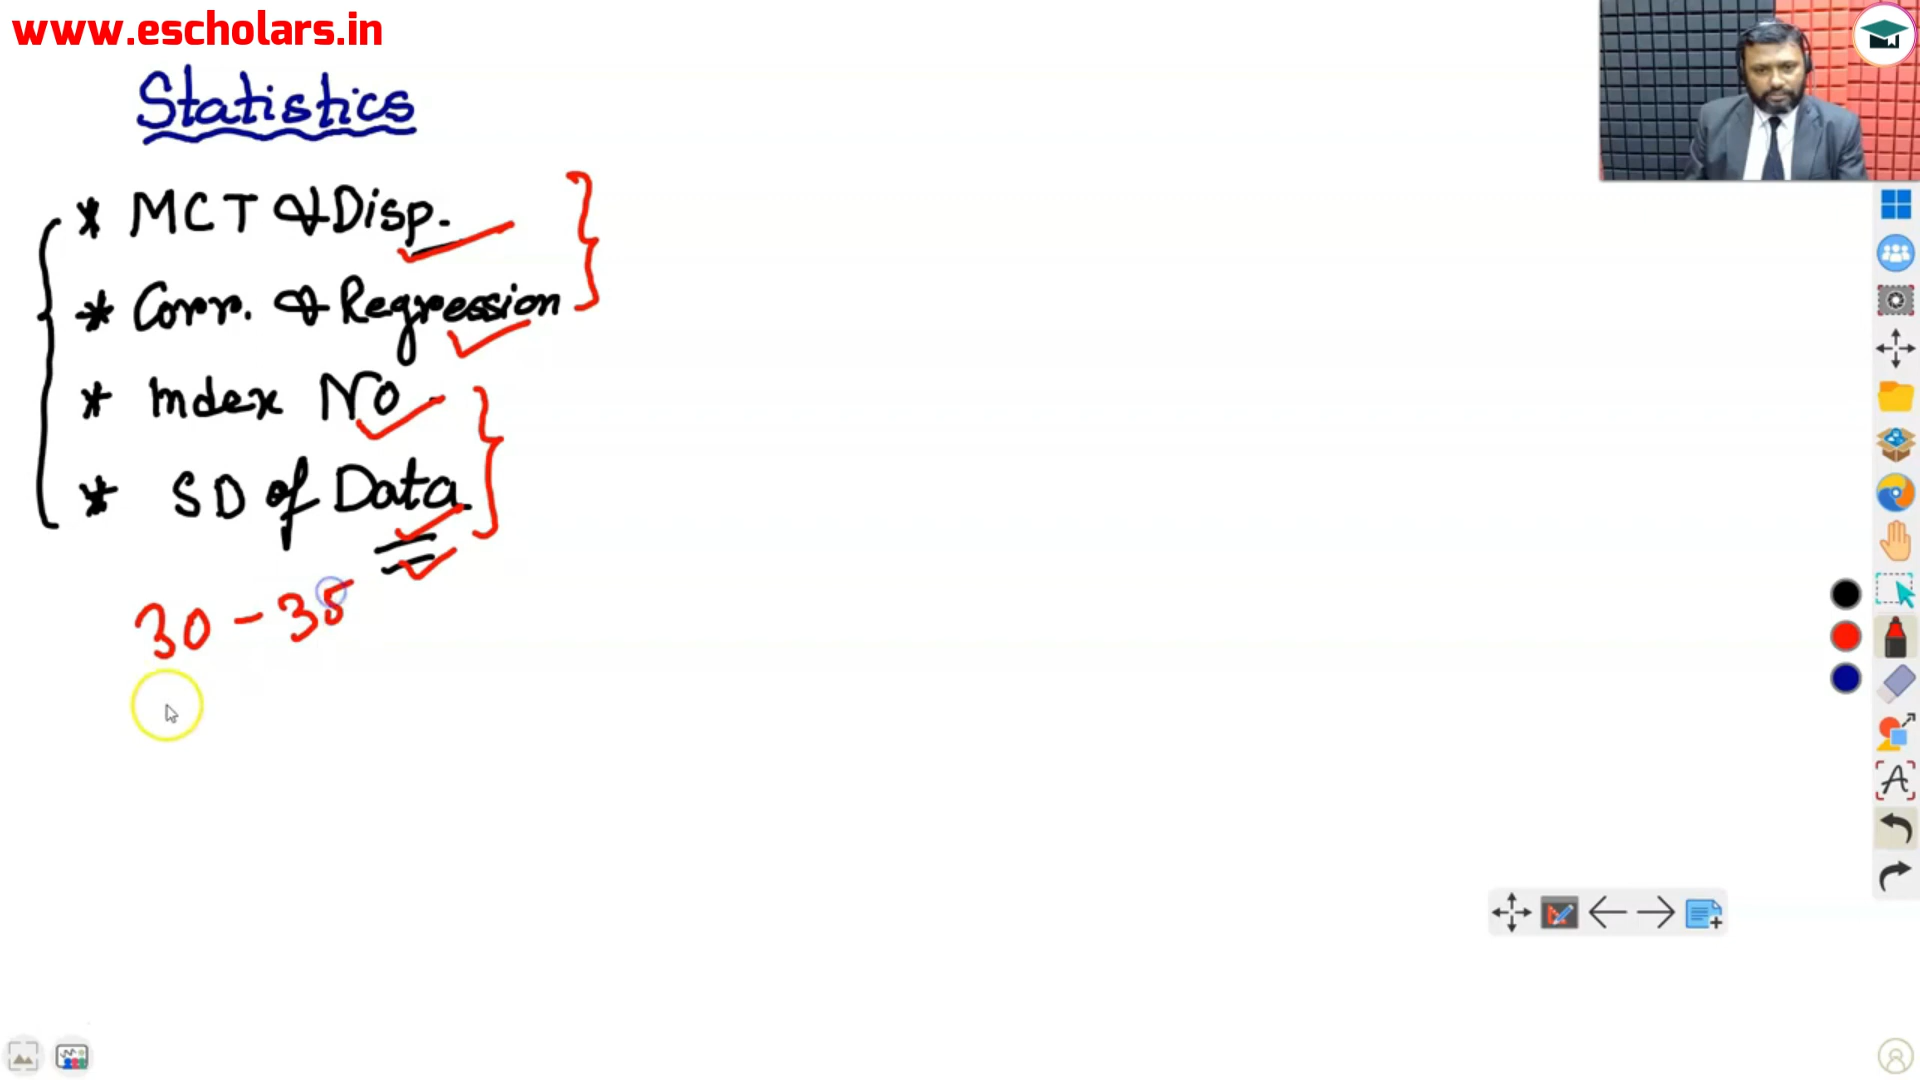 www.escholars.in
Statistics
* MCT & Disp.
* Corr. & Regression
* Index No.
* SD of Data.
30 - 35